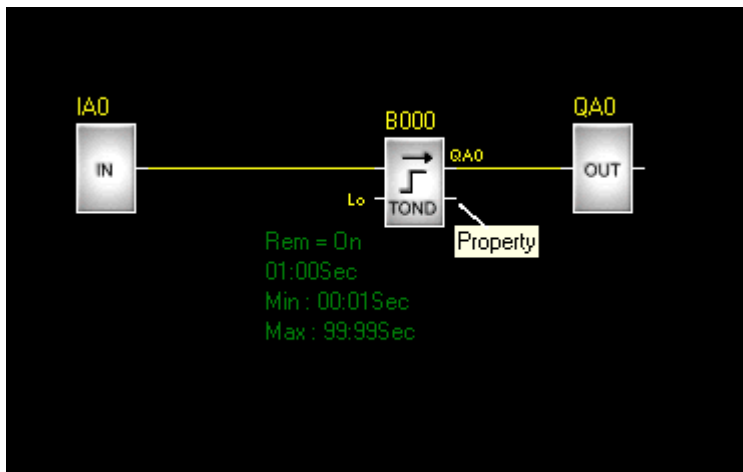 IA0
IN
B000
QA0
Lo
TOND
QA0
OUT
Property
Rem = On
01:00Sec
Min : 00:01Sec
Max : 99:99Sec